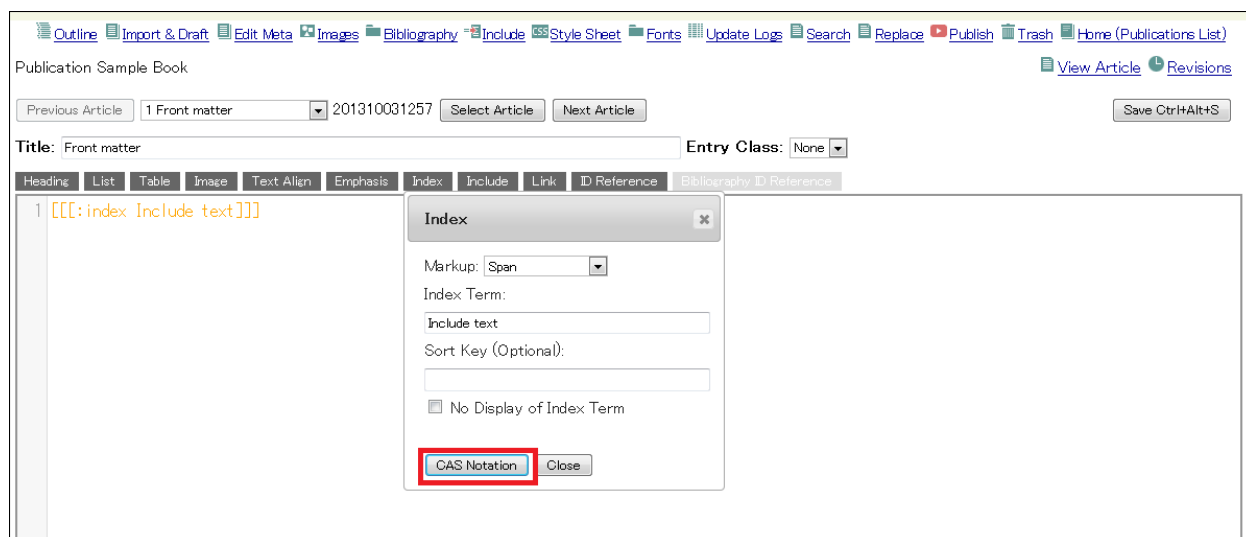 Outline Import & Draft Edit Meta Images Bibliography Include CSS Style Sheet Fonts Update Logs Search Replace Publish Trash Home (Publications List)
Publication Sample Book View Article Revisions
Previous Article 1 Front matter 201310031257 Select Article Next Article Save Ctrl+Alt+S
Title: Front matter Entry Class: None
Heading List Table Image Text Align Emphasis Index Include Link ID Reference Bibliography ID Reference
1 [[[:index Include text]]]
Index
Markup: Span
Index Term:
Include text
Sort Key (Optional):
No Display of Index Term
CAS Notation Close